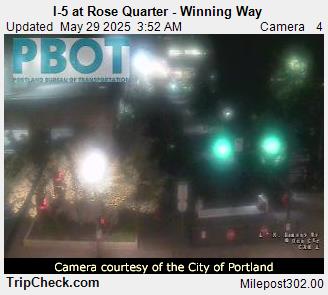 I-5 at Rose Quarter - Winning Way
Updated May 29 2025 3:52 AM Camera 4
PBOT
PORTLAND BUREAU OF TRANSPORTATION
Camera courtesy of the City of Portland
TripCheck.com Milepost302.00